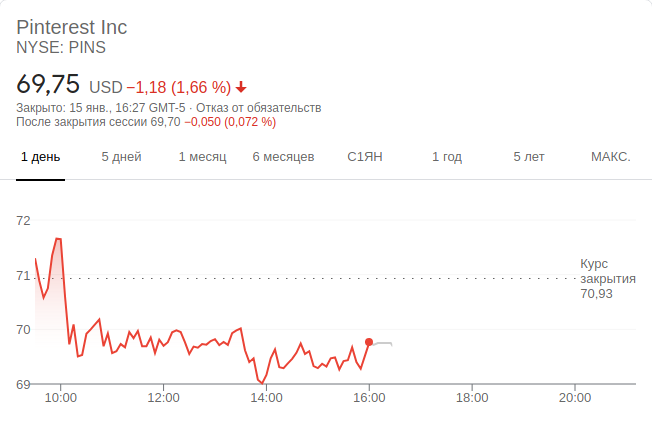 Pinterest Inc
NYSE: PINS
69,75 USD −1,18 (1,66 %)
Закрыто: 15 янв., 16:27 GMT-5 · Отказ от обязательств
После закрытия сессии 69,70 −0,050 (0,072 %)
1 день 5 дней 1 месяц 6 месяцев С1ЯН 1 год 5 лет МАКС.
72
71
70
69
Курс
закрытия
70,93
10:00 12:00 14:00 16:00 18:00 20:00